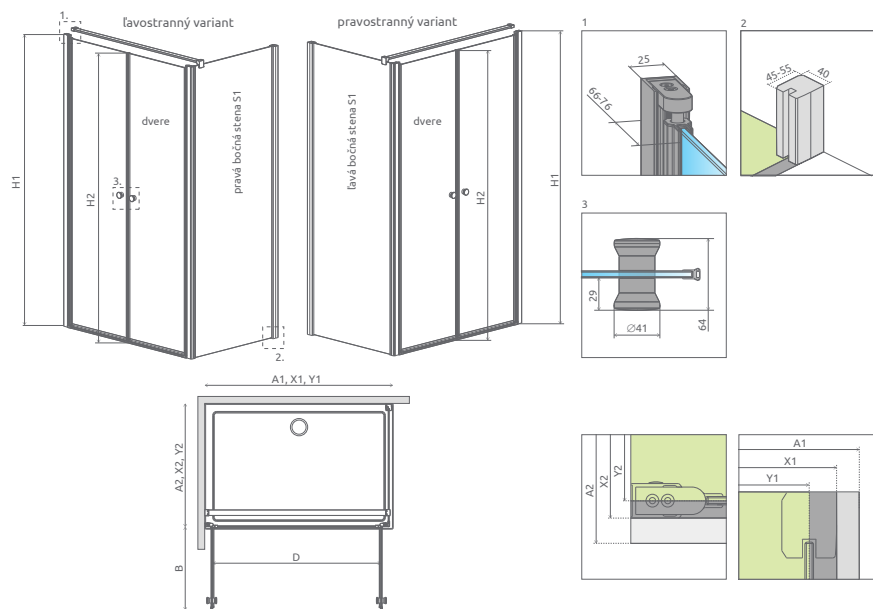 1.
ľavostranný variant
H1
H2
dvere
3.
pravá bočná stena S1
2.
pravostranný variant
ľavá bočná stena S1
dvere
H2
H1
1
25
66-76
2
45-55
40
3
29
Ø41
64
A1, X1, Y1
A2, X2, Y2
B
D
A2
X2
Y2
A1
X1
Y1